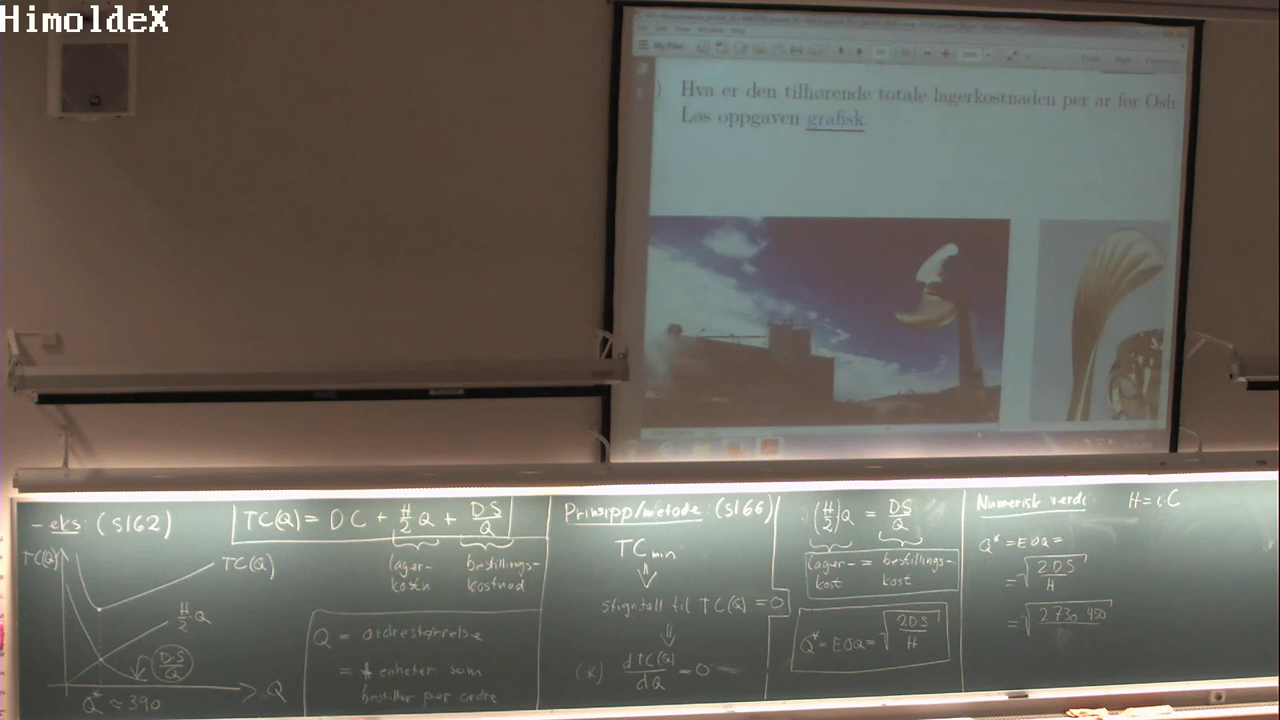 HimoldeX
Hva er den tilhørende totale lagerkostnaden per år for Osh
Løs oppgaven grafisk.
- eks: (s162)
TC(Q) = DC + H/2 Q + DS/Q
lager-
kostn
bestillings-
kostnad
TC(Q)
TC(Q)
H/2 · Q
D·S/Q
Q
Q* ≈ 390
Q = ordrestørrelse
= # enheter som
bestiller per ordre
Prinsipp/metode: (s166)
TC min
stigntall til TC(Q) = 0
(*) dTC(Q)/dQ = 0
(H/2)Q = DS/Q
lager- = bestillings-
kost kost
Q* = EOQ = √2DS/H
Numerisk verdi: H = i·C
Q* = EOQ =
= √2DS/H
= √2·730·450